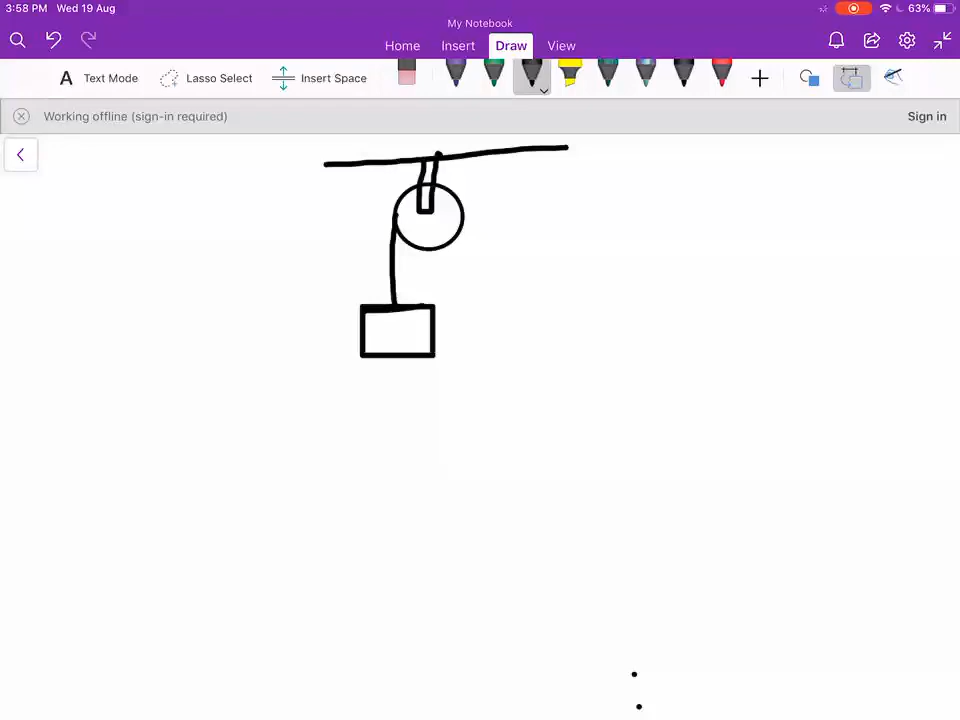 3:58 PM Wed 19 Aug 63%
My Notebook
Home Insert Draw View
A Text Mode Lasso Select Insert Space
Working offline (sign-in required) Sign in